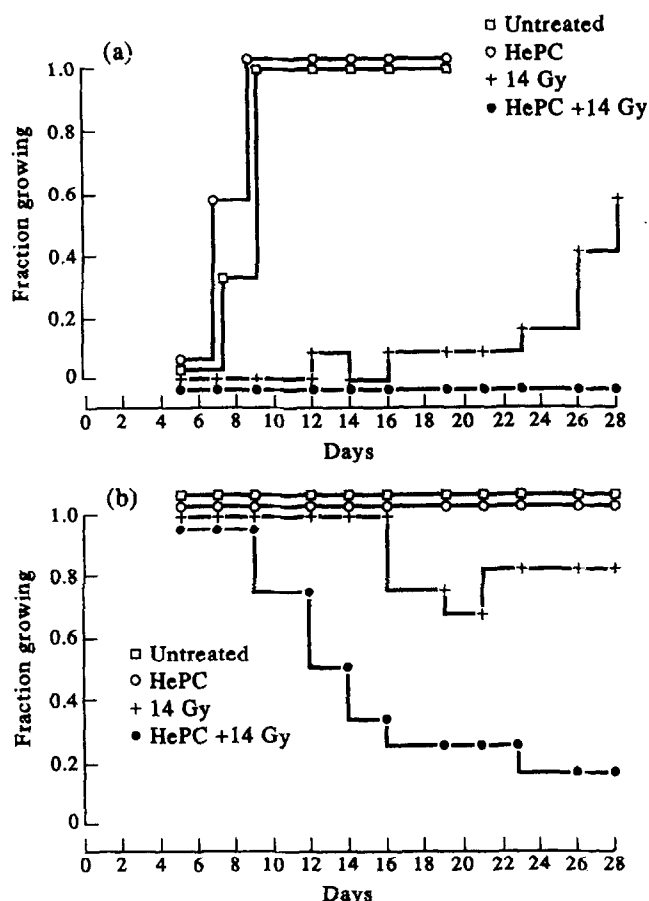 (a)
Untreated
HePC
14 Gy
HePC +14 Gy
Fraction growing
1.0
0.8
0.6
0.4
0.2
0
0 2 4 6 8 10 12 14 16 19 20 22 24 26 28
Days
(b)
Fraction growing
1.0
0.8
0.6
0.4
0.2
0
Untreated
HePC
14 Gy
HePC +14 Gy
0 2 4 6 8 10 12 14 16 18 20 22 24 26 28
Days